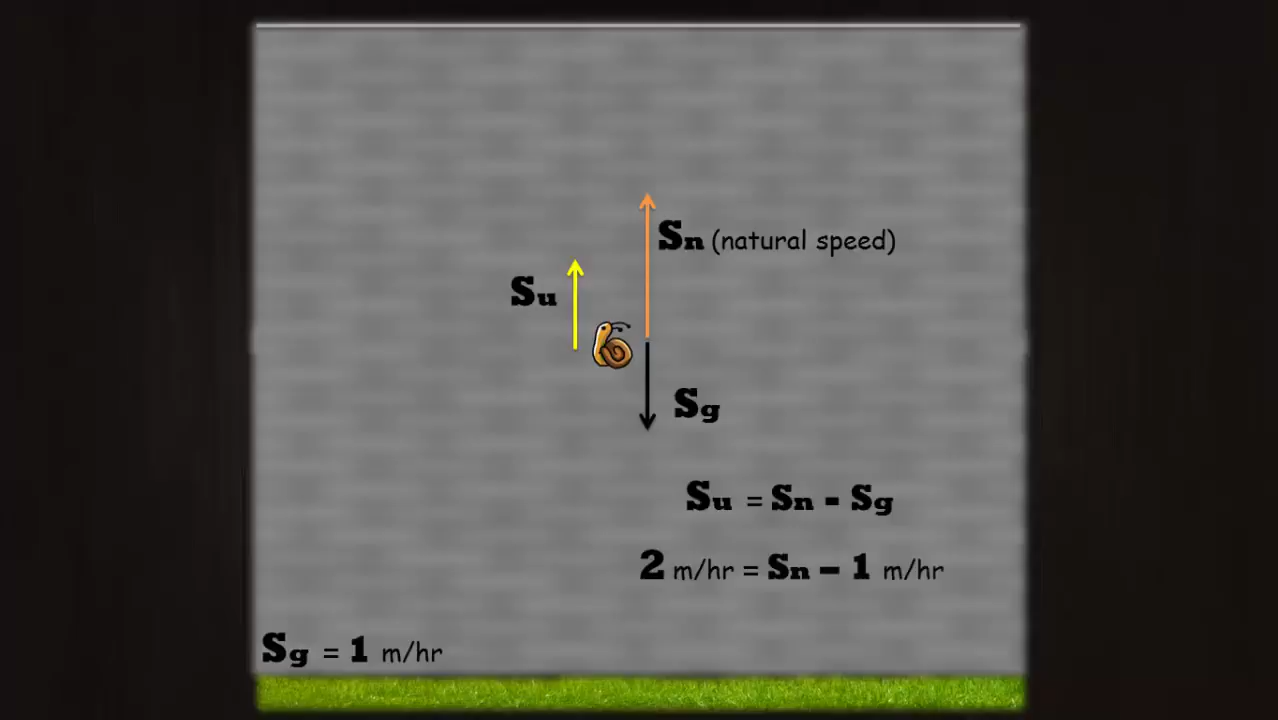 Sn (natural speed)
Su
Sg
Su = Sn - Sg
2 m/hr = Sn – 1 m/hr
Sg = 1 m/hr